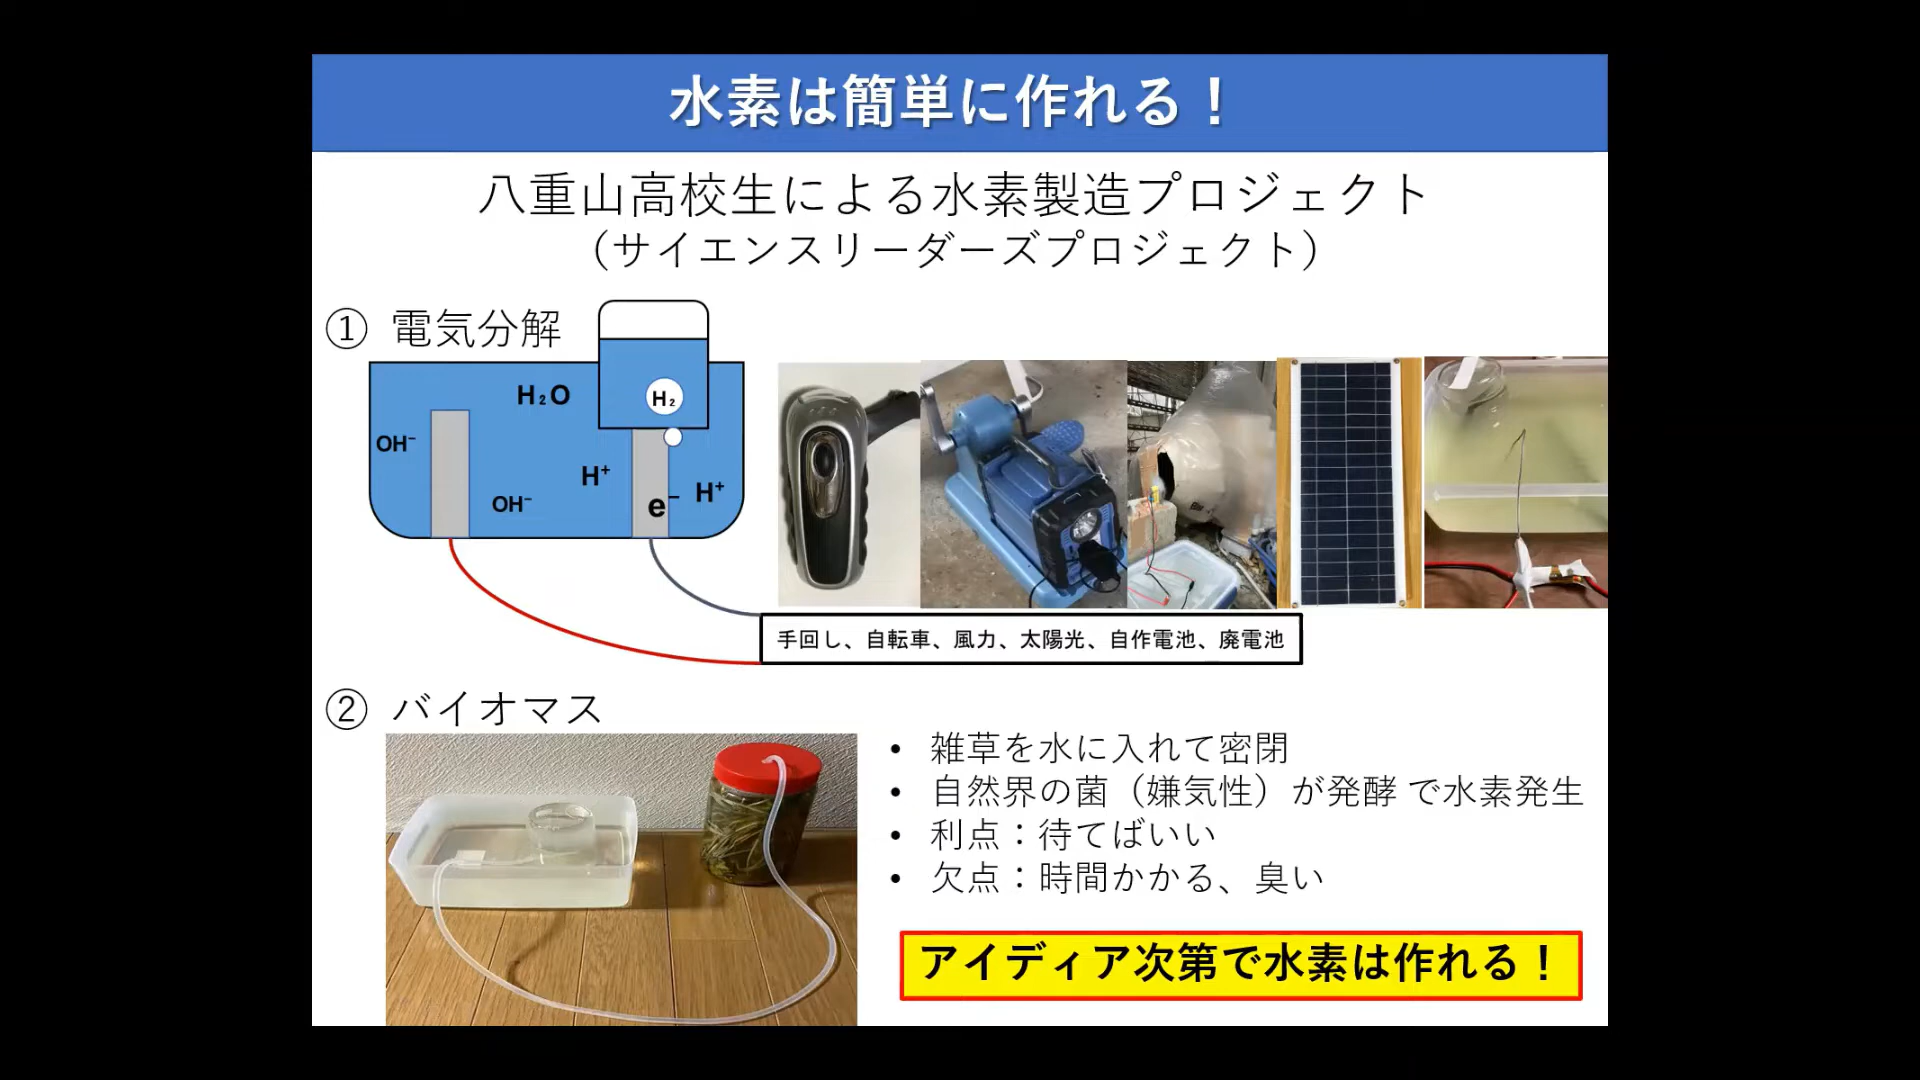 水素は簡単に作れる！
八重山高校生による水素製造プロジェクト
（サイエンスリーダーズプロジェクト）
① 電気分解
H₂O
H₂
OH⁻
H⁺
H⁺
OH⁻
e⁻
手回し、自転車、風力、太陽光、自作電池、廃電池
② バイオマス
• 雑草を水に入れて密閉
• 自然界の菌（嫌気性）が発酵 で水素発生
• 利点：待てばいい
• 欠点：時間かかる、臭い
アイディア次第で水素は作れる！